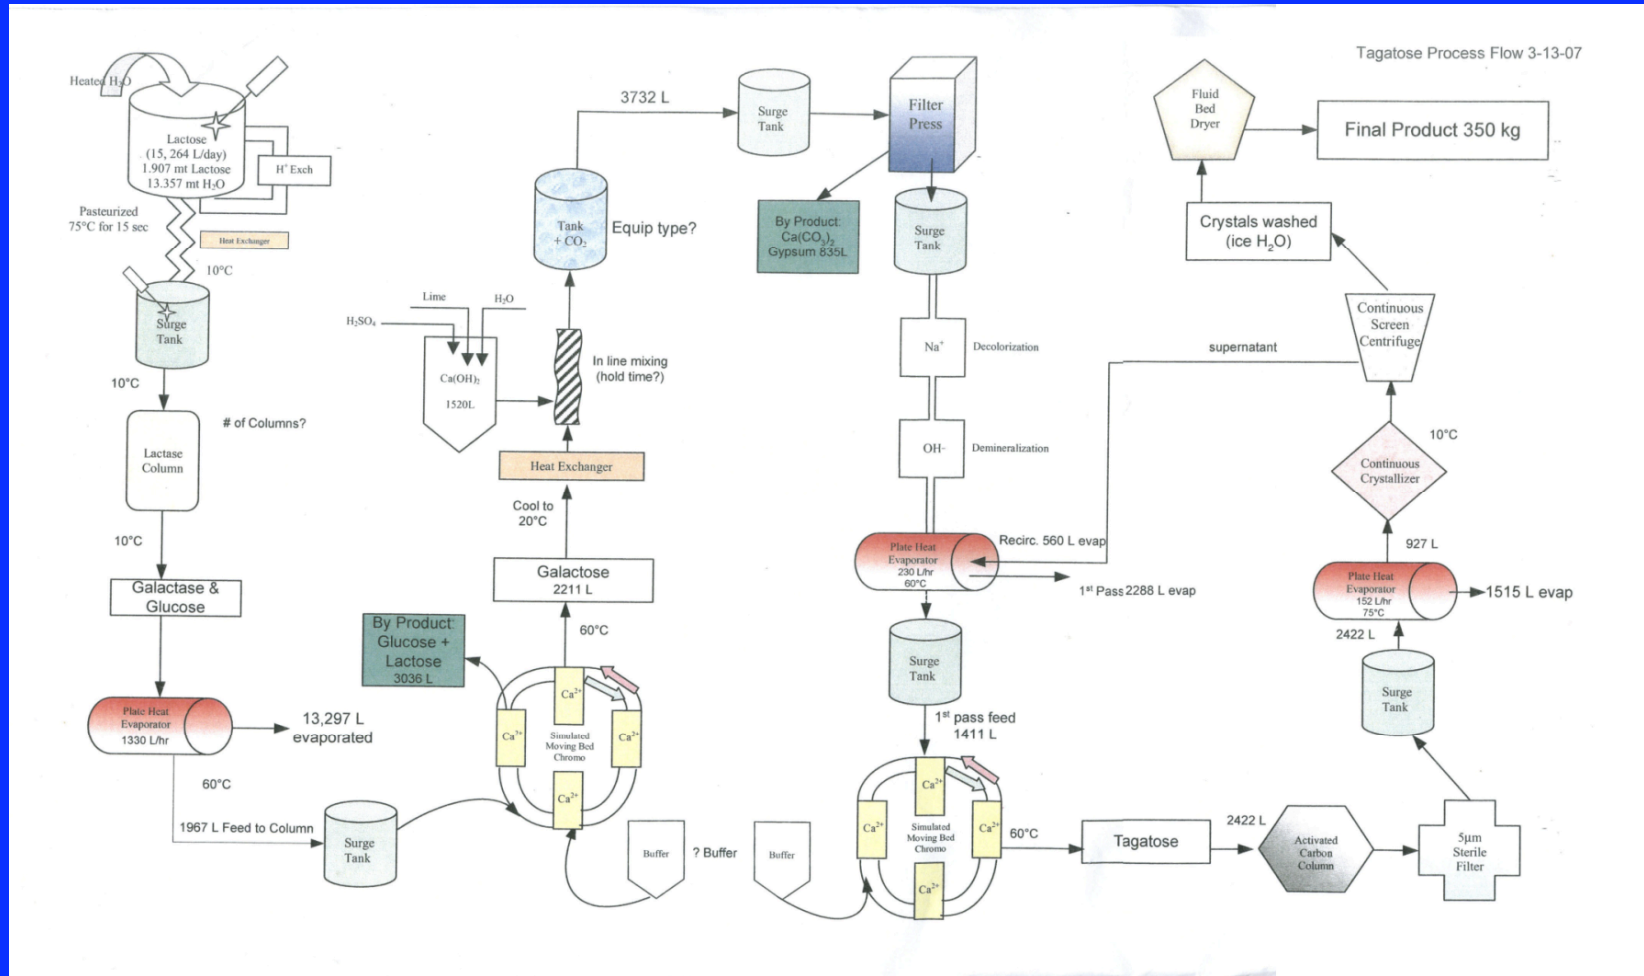 Tagatose Process Flow 3-13-07
Heated H₂O
Lactose
(15, 264 L/day)
1.907 mt Lactose
13.357 mt H₂O
H⁺ Exch
Pasteurized
75°C for 15 sec
Heat Exchanger
10°C
Surge
Tank
10°C
# of Columns?
Lactase
Column
10°C
Galactase &
Glucose
Plate Heat
Evaporator
1330 L/hr
13,297 L
evaporated
60°C
1967 L Feed to Column
Surge
Tank
By Product:
Glucose +
Lactose
3036 L
Ca²⁺
Ca²⁺
Simulated
Moving Bed
Chromo
Ca²⁺
Ca²⁺
Buffer
? Buffer
60°C
Galactose
2211 L
Cool to
20°C
Heat Exchanger
Lime
H₂O
H₂SO₄
Ca(OH)₂
1520L
In line mixing
(hold time?)
Tank
+ CO₂
Equip type?
3732 L
Surge
Tank
Filter
Press
By Product:
Ca(CO₃)₂
Gypsum 835L
Surge
Tank
Na⁺
Decolorization
OH-
Demineralization
Plate Heat
Evaporator
230 L/hr
60°C
Recirc. 560 L evap
1st Pass 2288 L evap
Surge
Tank
1st pass feed
1411 L
Buffer
Ca²⁺
Ca²⁺
Simulated
Moving Bed
Chromo
Ca²⁺
Ca²⁺
60°C
Tagatose
2422 L
Activated
Carbon
Column
5µm
Sterile
Filter
Surge
Tank
2422 L
Plate Heat
Evaporator
152 L/hr
75°C
1515 L evap
927 L
Continuous
Crystallizer
10°C
Continuous
Screen
Centrifuge
supernatant
Crystals washed
(ice H₂O)
Fluid
Bed
Dryer
Final Product 350 kg